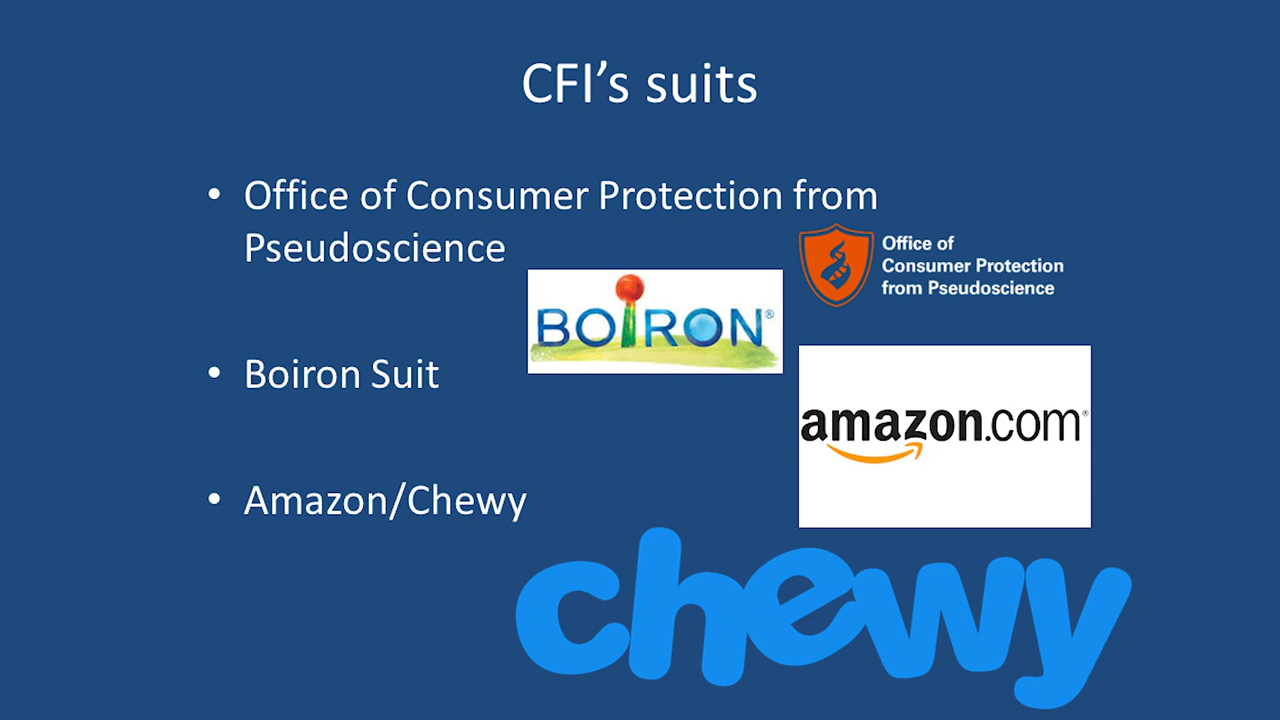 CFI’s suits
• Office of Consumer Protection from
Pseudoscience
Office of
Consumer Protection
from Pseudoscience
BOIRON®
• Boiron Suit
amazon.com®
• Amazon/Chewy
chewy